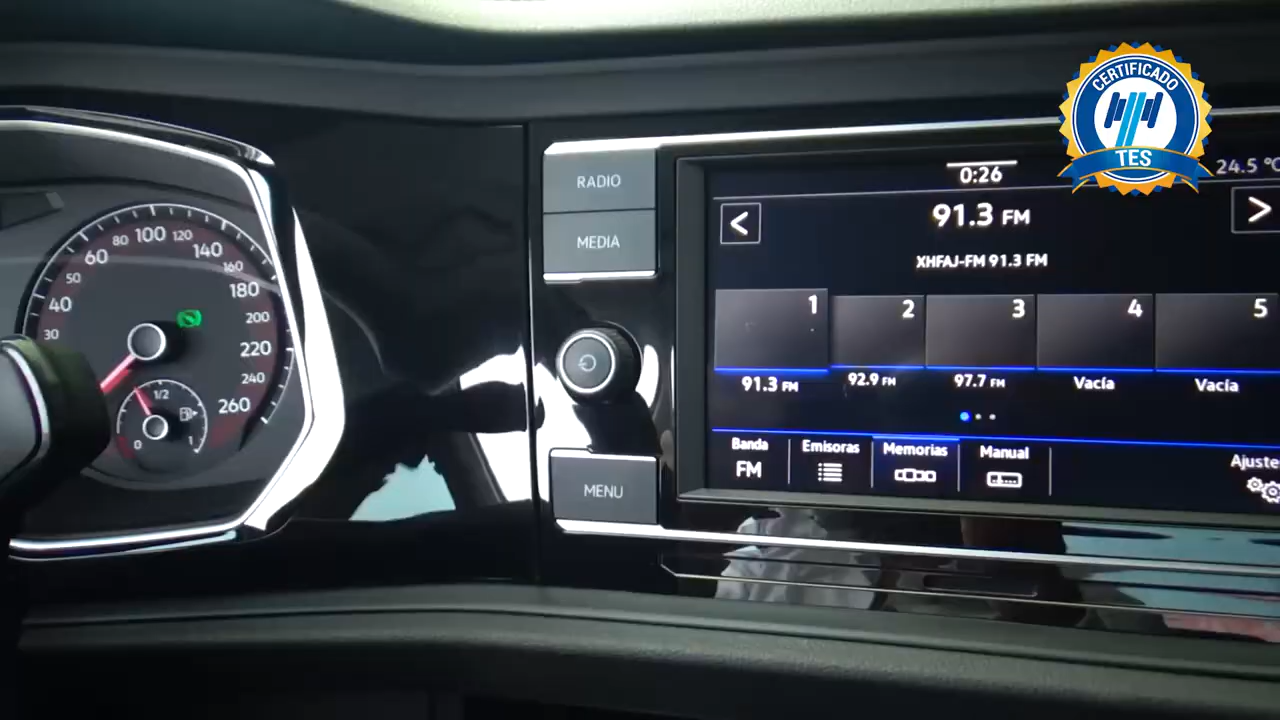 CERTIFICADO
TES
RADIO
MEDIA
MENU
0:26
24.5 °C
91.3 FM
XHFAJ-FM 91.3 FM
<
>
1
2
3
4
5
91.3 FM
92.9 FM
97.7 FM
Vacía
Vacía
Banda
FM
Emisoras
Memorias
Manual
Ajuste
30
40
50
60
80
100
120
140
160
180
200
220
240
260
0
1/2
1